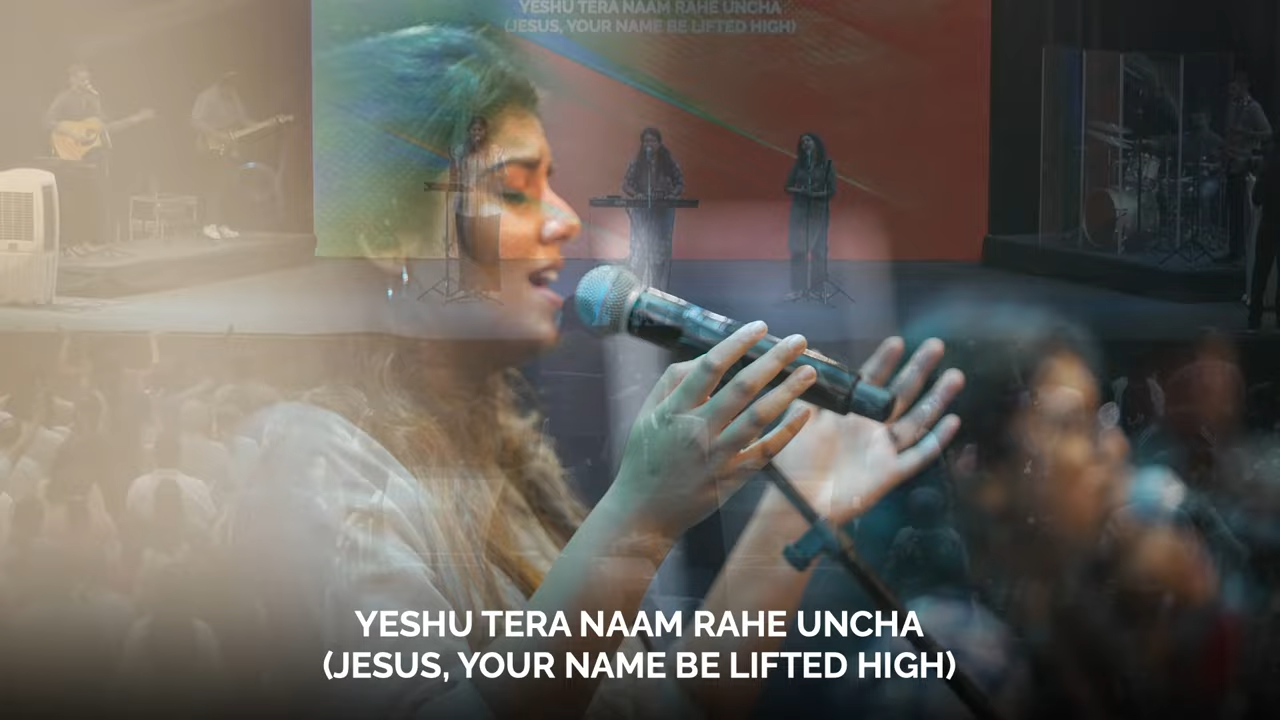 YESHU TERA NAAM RAHE UNCHA
(JESUS, YOUR NAME BE LIFTED HIGH)
YESHU TERA NAAM RAHE UNCHA
(JESUS, YOUR NAME BE LIFTED HIGH)